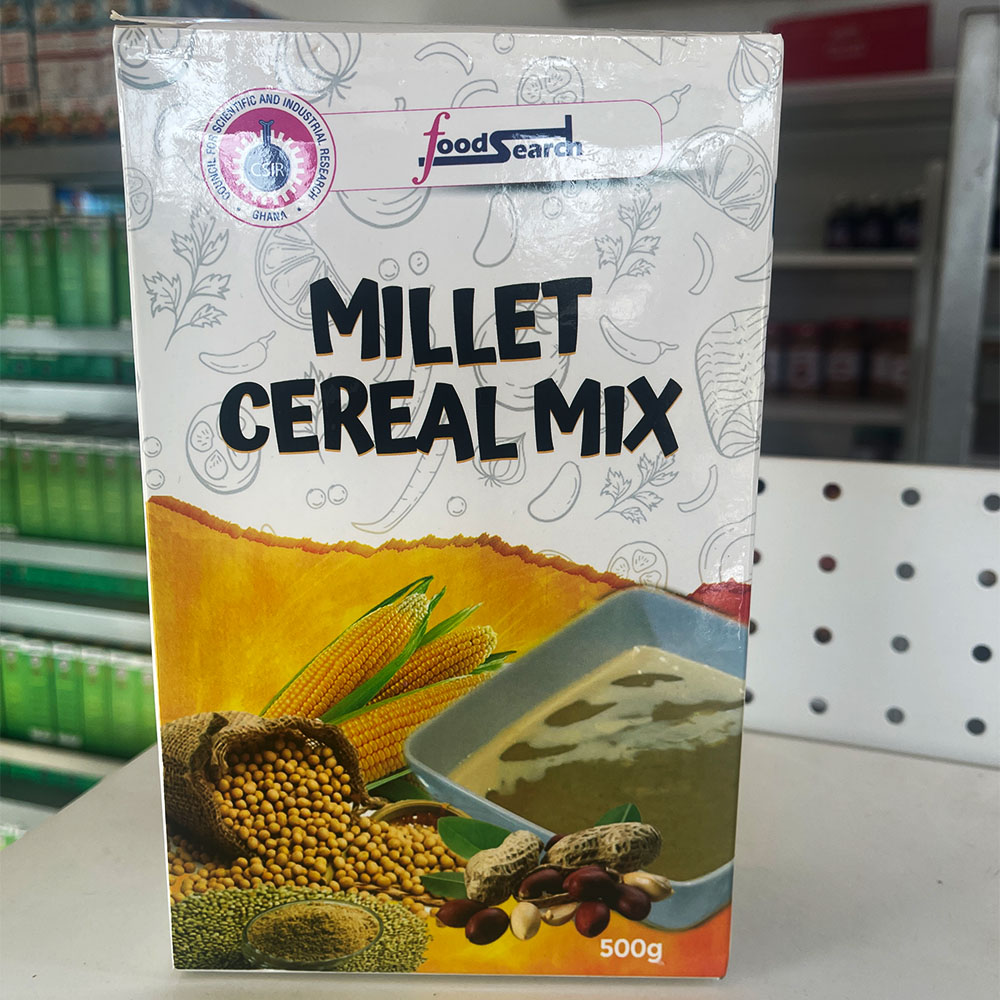 COUNCIL FOR SCIENTIFIC AND INDUSTRIAL RESEARCH
CSIR
• GHANA •
foodSearch
MILLET
CEREAL MIX
500g